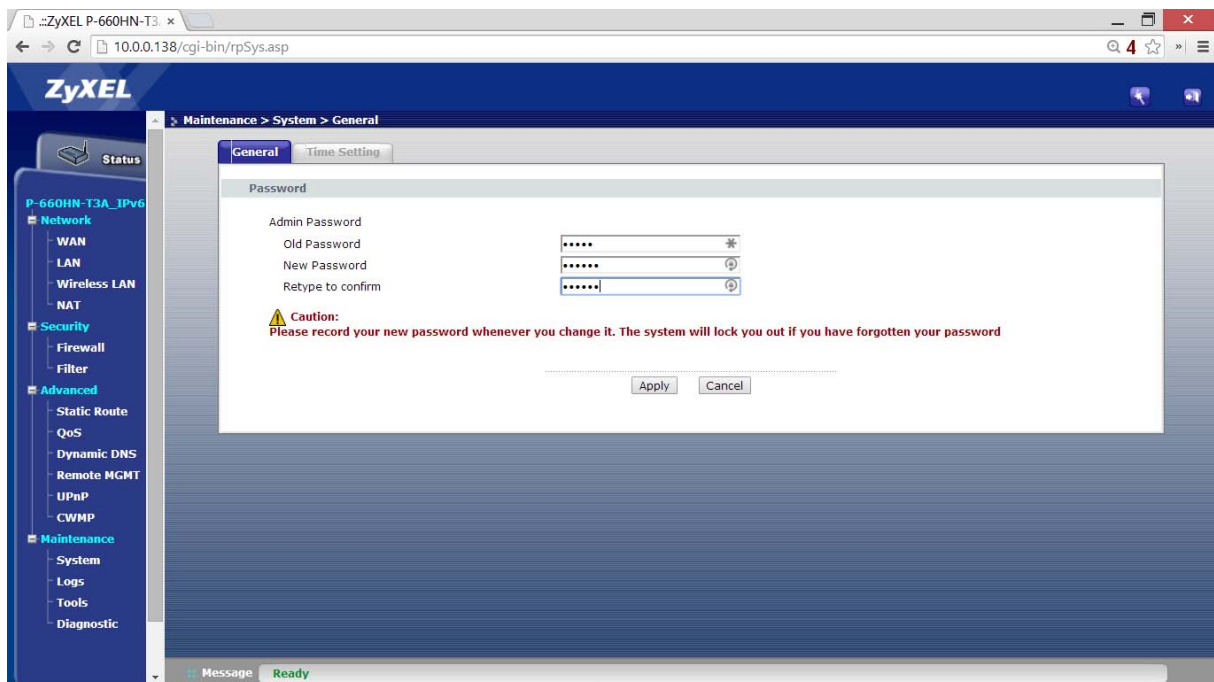 .::ZyXEL P-660HN-T3. ×
10.0.0.138/cgi-bin/rpSys.asp
4
»
ZyXEL
Maintenance > System > General
Status
General
Time Setting
Password
P-660HN-T3A_IPv6
Network
WAN
LAN
Wireless LAN
NAT
Security
Firewall
Filter
Advanced
Static Route
QoS
Dynamic DNS
Remote MGMT
UPnP
CWMP
Maintenance
System
Logs
Tools
Diagnostic
Admin Password
Old Password •••••
New Password ••••••
Retype to confirm ••••••
Caution:
Please record your new password whenever you change it. The system will lock you out if you have forgotten your password
Apply
Cancel
:: Message Ready